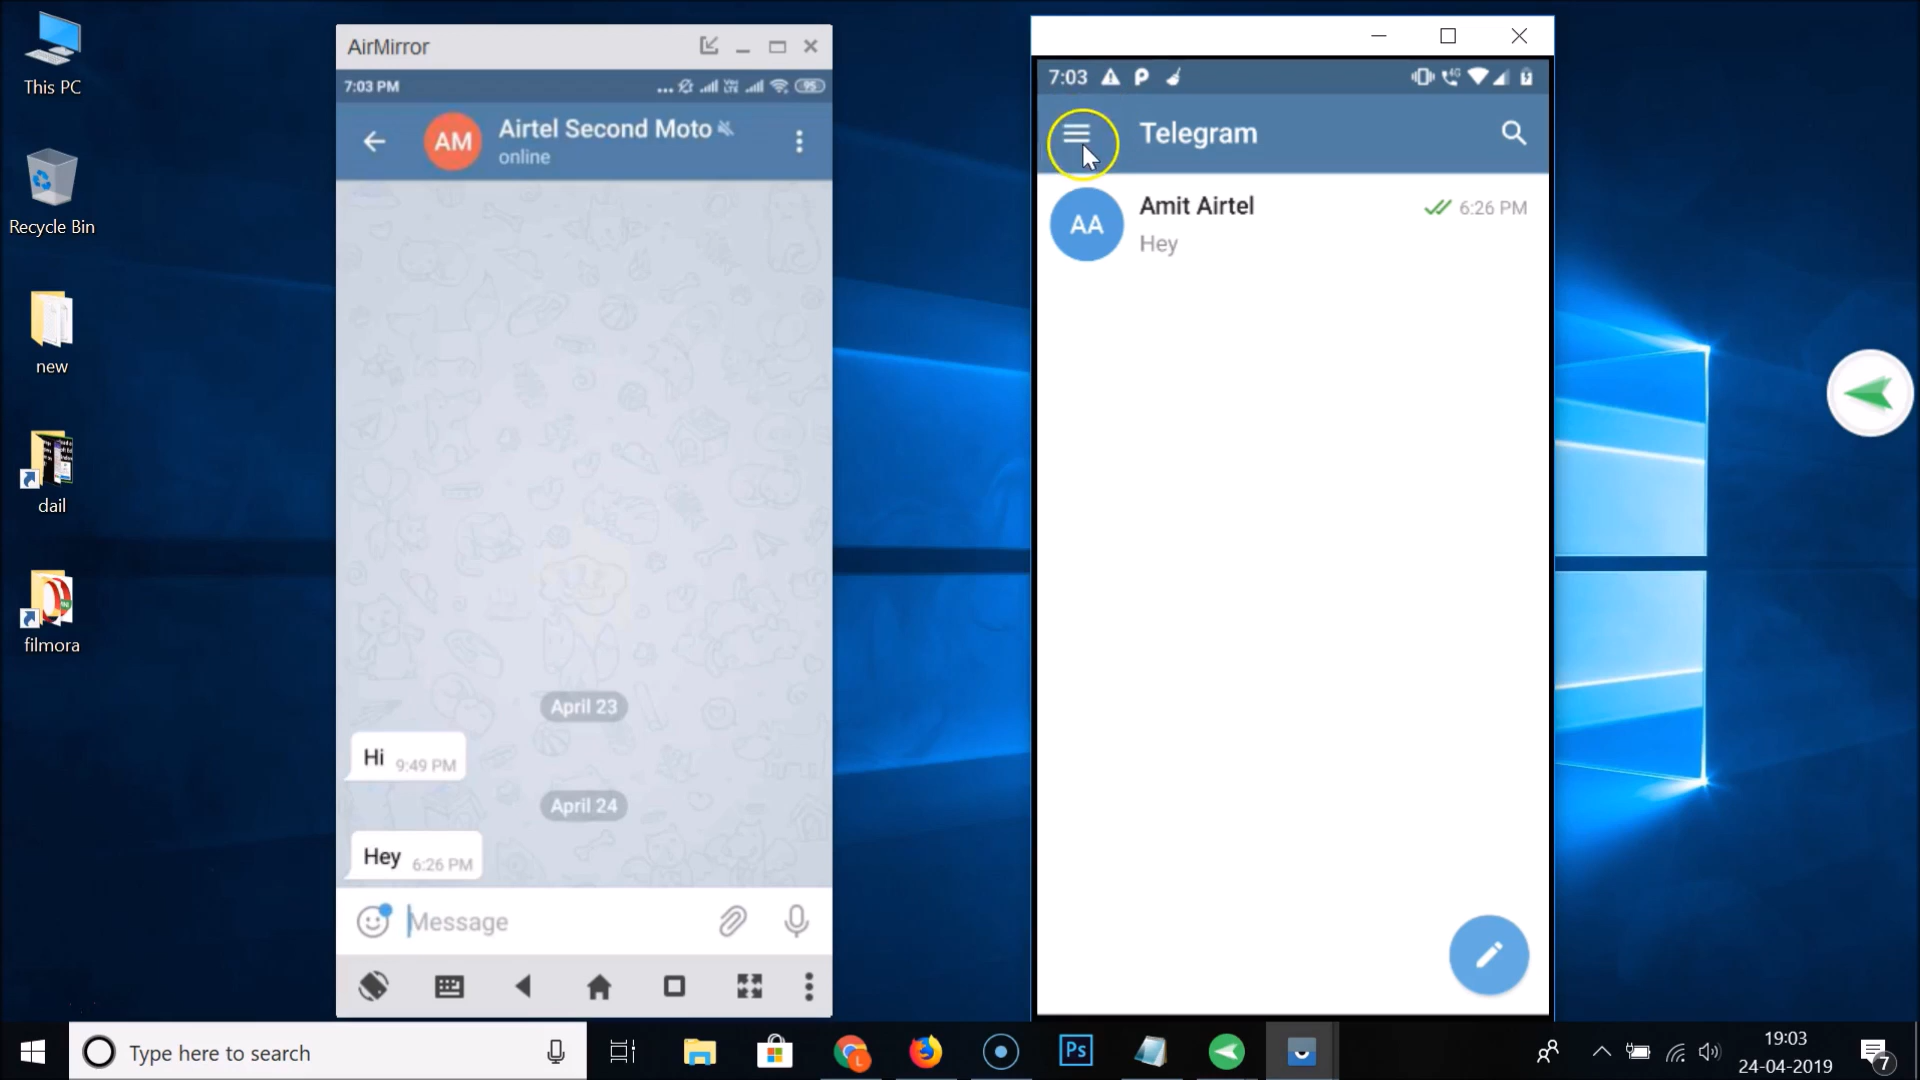 This PC
Recycle Bin
new
dail
filmora
AirMirror
7:03 PM
95
AM
Airtel Second Moto
online
April 23
Hi 9:49 PM
April 24
Hey 6:26 PM
Message
7:03
4G
Telegram
AA
Amit Airtel
6:26 PM
Hey
Type here to search
L
Ps
19:03
24-04-2019
7